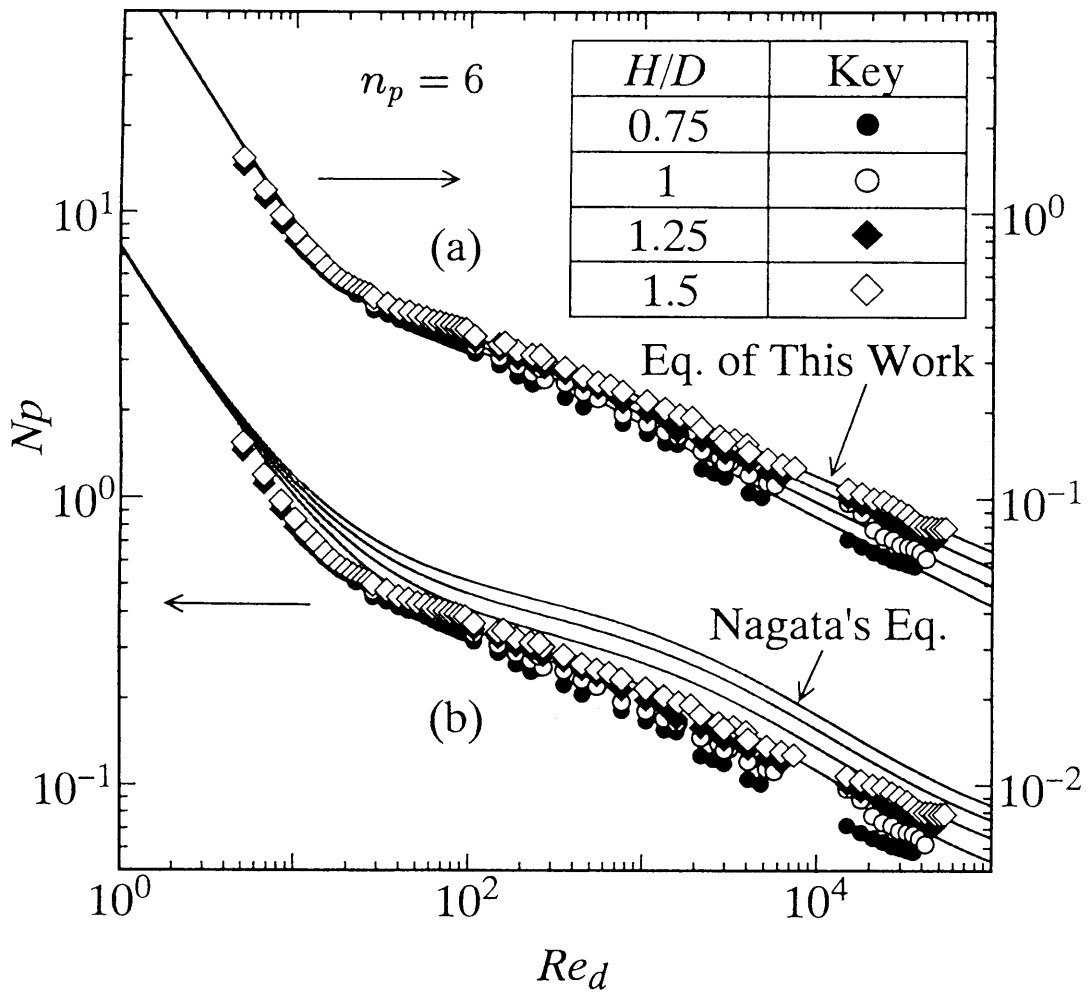 n_p = 6
H/D Key
0.75
1
1.25
1.5
(a)
Eq. of This Work
Nagata's Eq.
(b)
Np
10^1
10^0
10^-1
10^0
10^-1
10^-2
10^0 10^2 10^4
Re_d